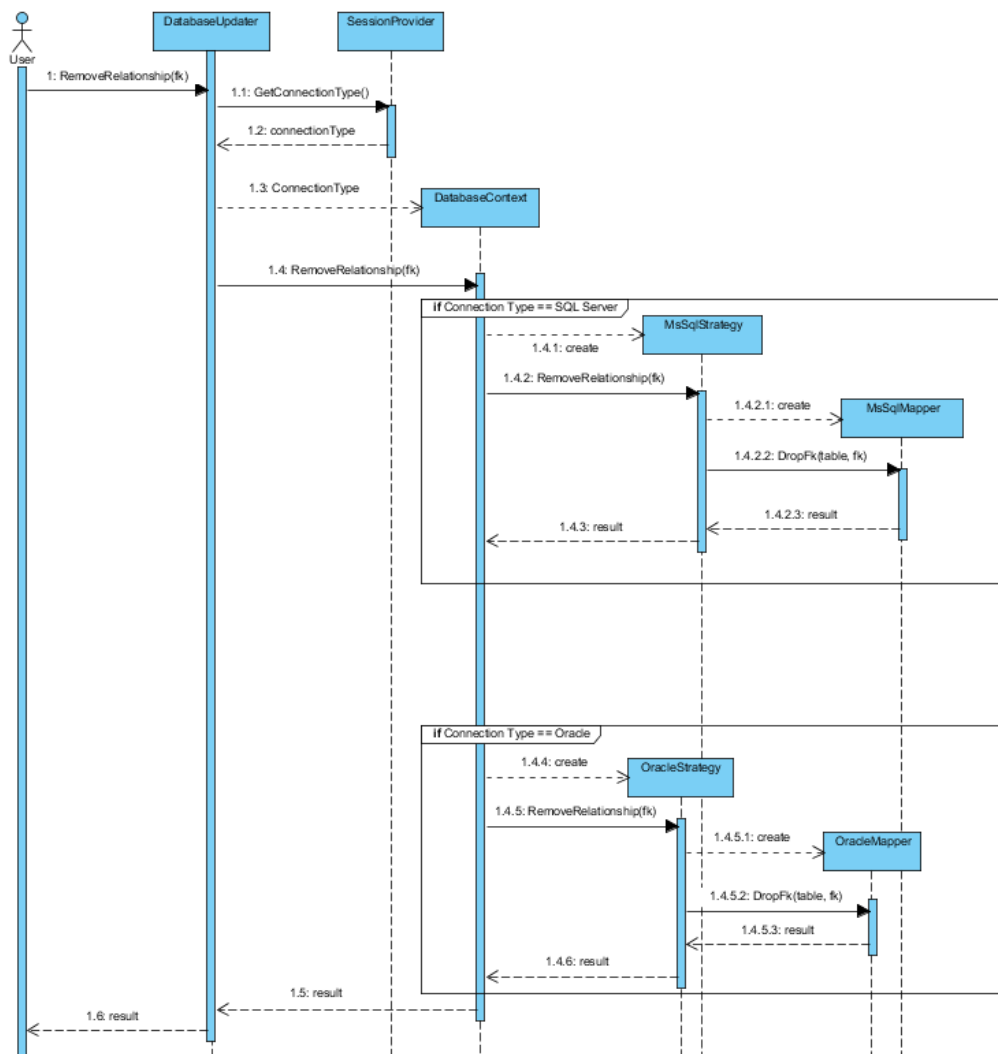 DatabaseUpdater
SessionProvider
User
1: RemoveRelationship(fk)
1.1: GetConnectionType()
1.2: connectionType
1.3: ConnectionType
DatabaseContext
1.4: RemoveRelationship(fk)
if Connection Type == SQL Server
MsSqlStrategy
1.4.1: create
1.4.2: RemoveRelationship(fk)
1.4.2.1: create
MsSqlMapper
1.4.2.2: DropFk(table, fk)
1.4.2.3: result
1.4.3: result
if Connection Type == Oracle
1.4.4: create
OracleStrategy
1.4.5: RemoveRelationship(fk)
1.4.5.1: create
OracleMapper
1.4.5.2: DropFk(table, fk)
1.4.5.3: result
1.4.6: result
1.5: result
1.6: result